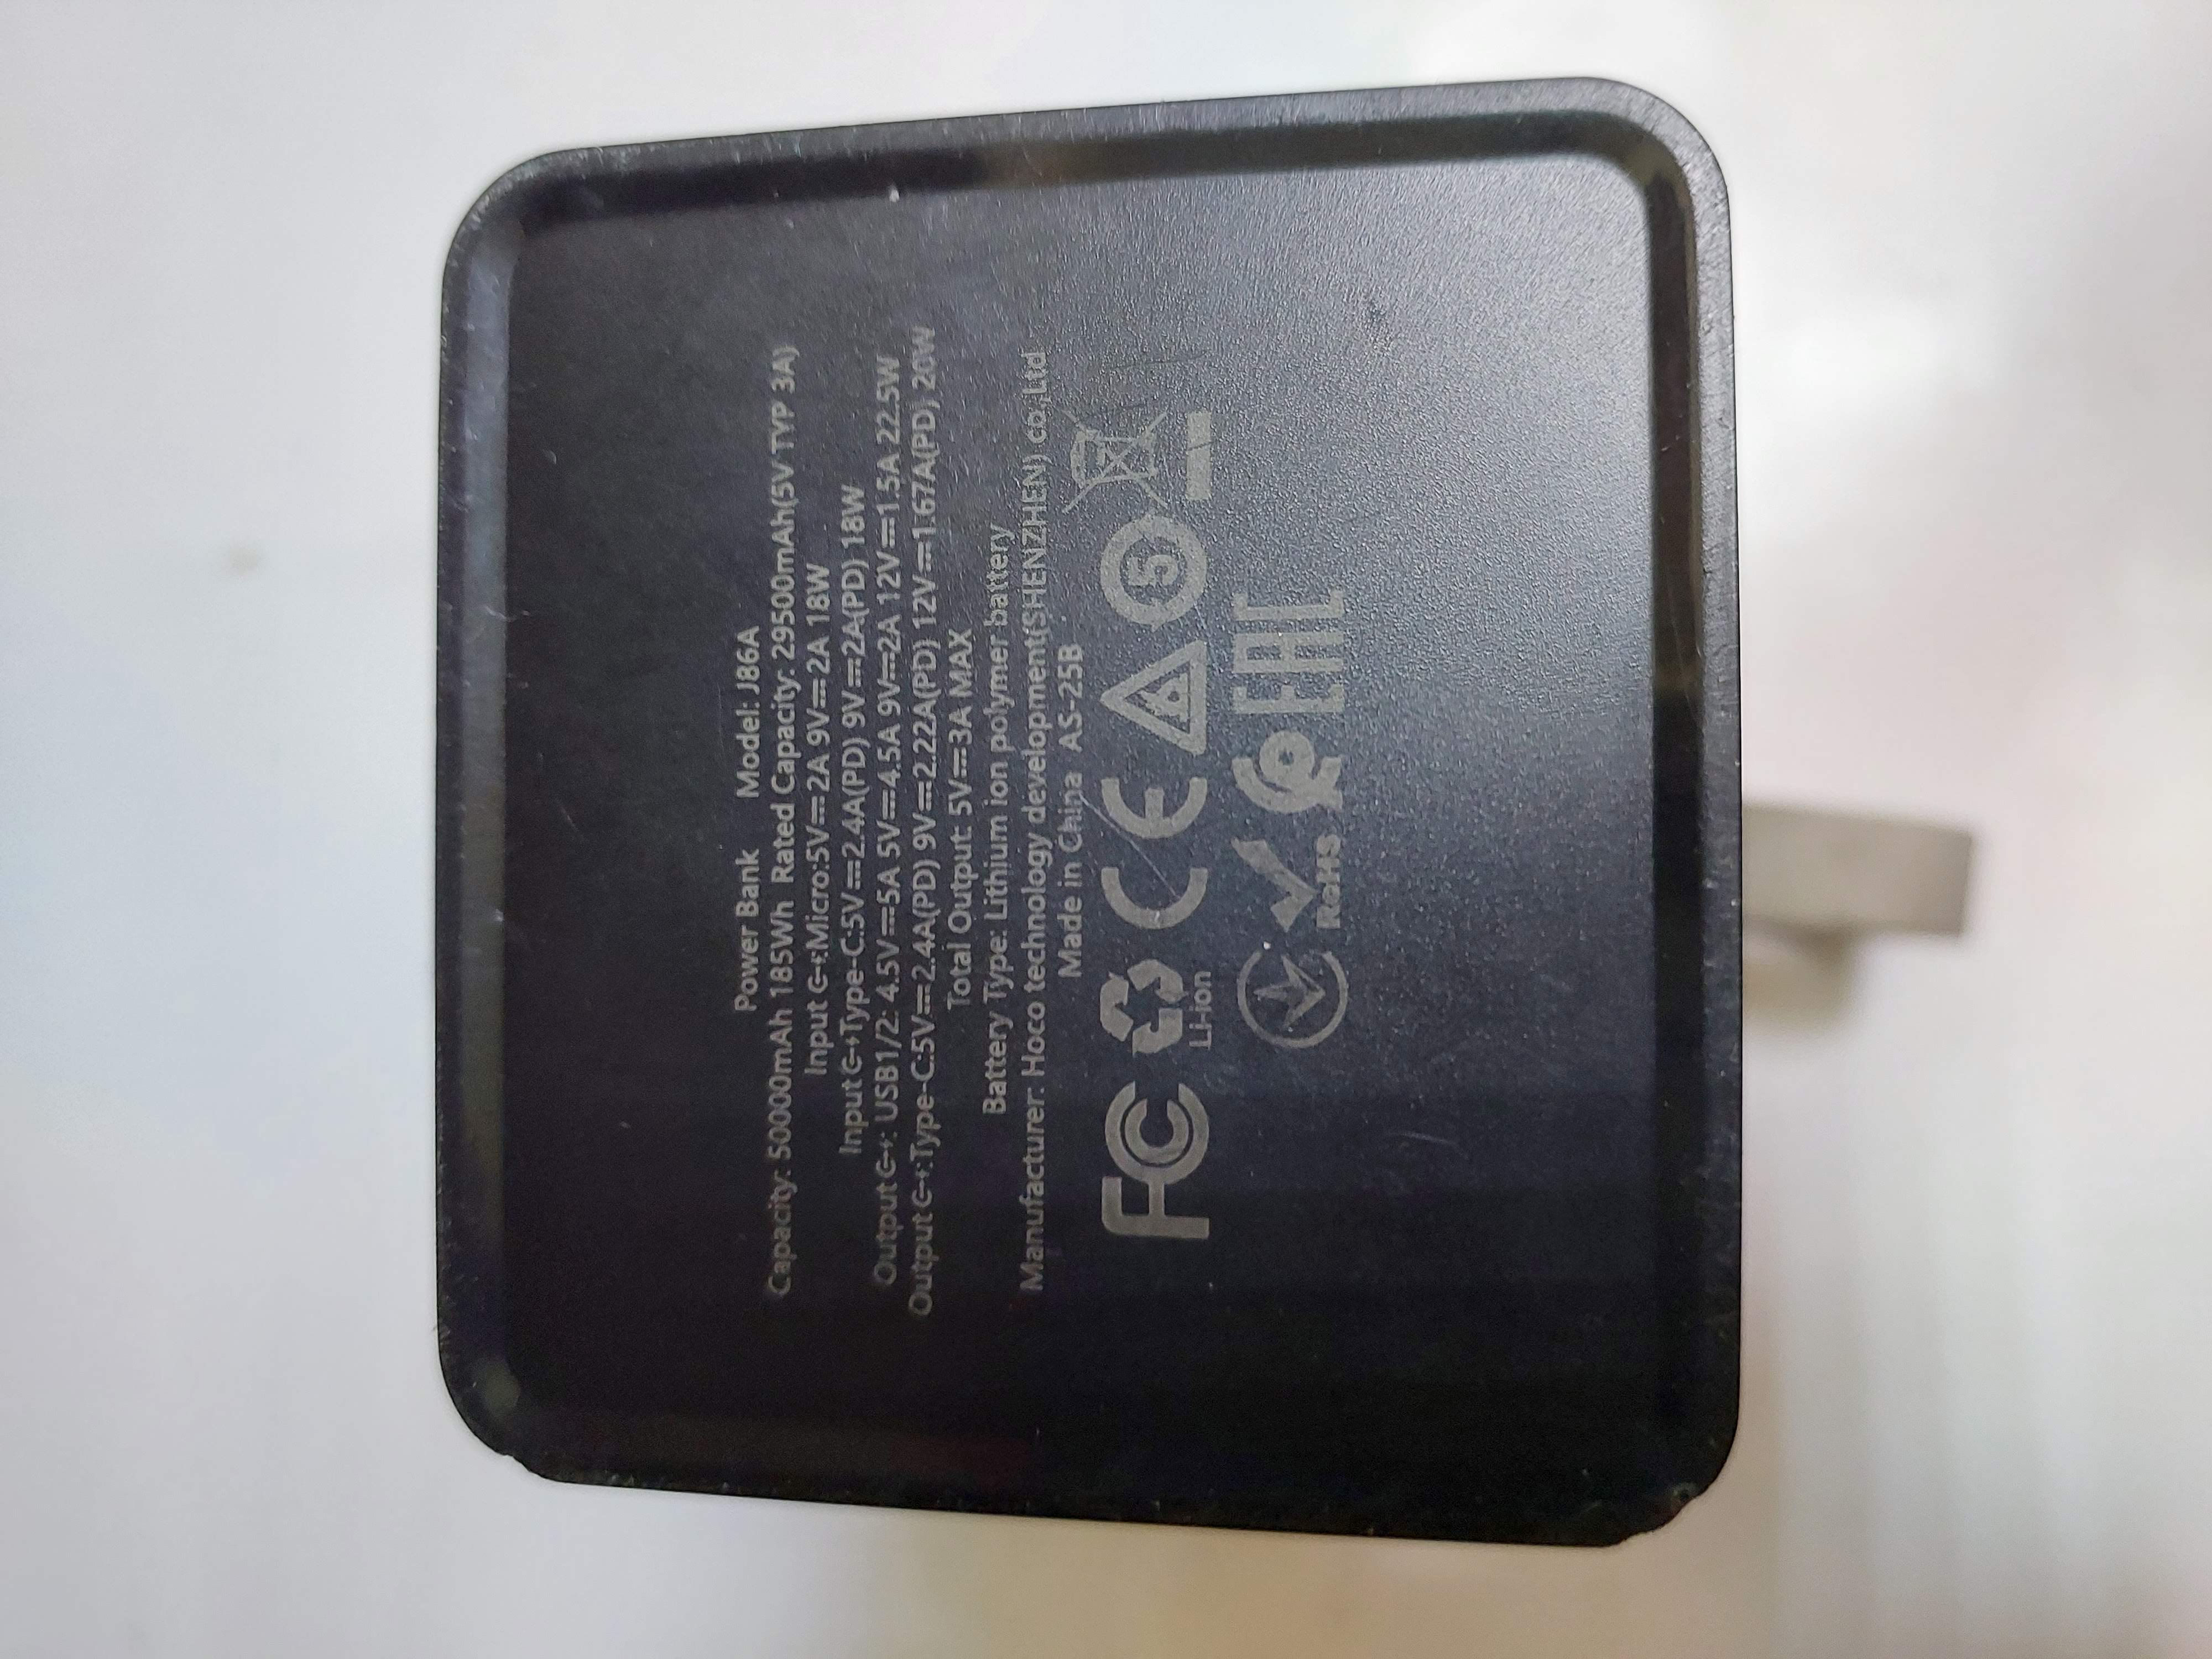 Power Bank Model: J86A
Capacity: 50000mAh 185Wh Rated Capacity: 29500mAh(5V TYP 3A)
Input Micro:5V⎓2A 9V⎓2A 18W
Input Type-C:5V⎓2.4A(PD) 9V⎓2A(PD) 18W
Output : USB1/2: 4.5V⎓5A 5V⎓4.5A 9V⎓2A 12V⎓1.5A 22.5W
Output Type-C:5V⎓2.4A(PD) 9V⎓2.22A(PD) 12V⎓1.67A(PD) 20W
Total Output 5V⎓3A MAX
Battery Type: Lithium ion polymer battery
Manufacturer: Hoco technology development(SHENZHEN) co,Ltd
Made in China AS-25B
FC CE 5
Li-ion
RoHS EAC